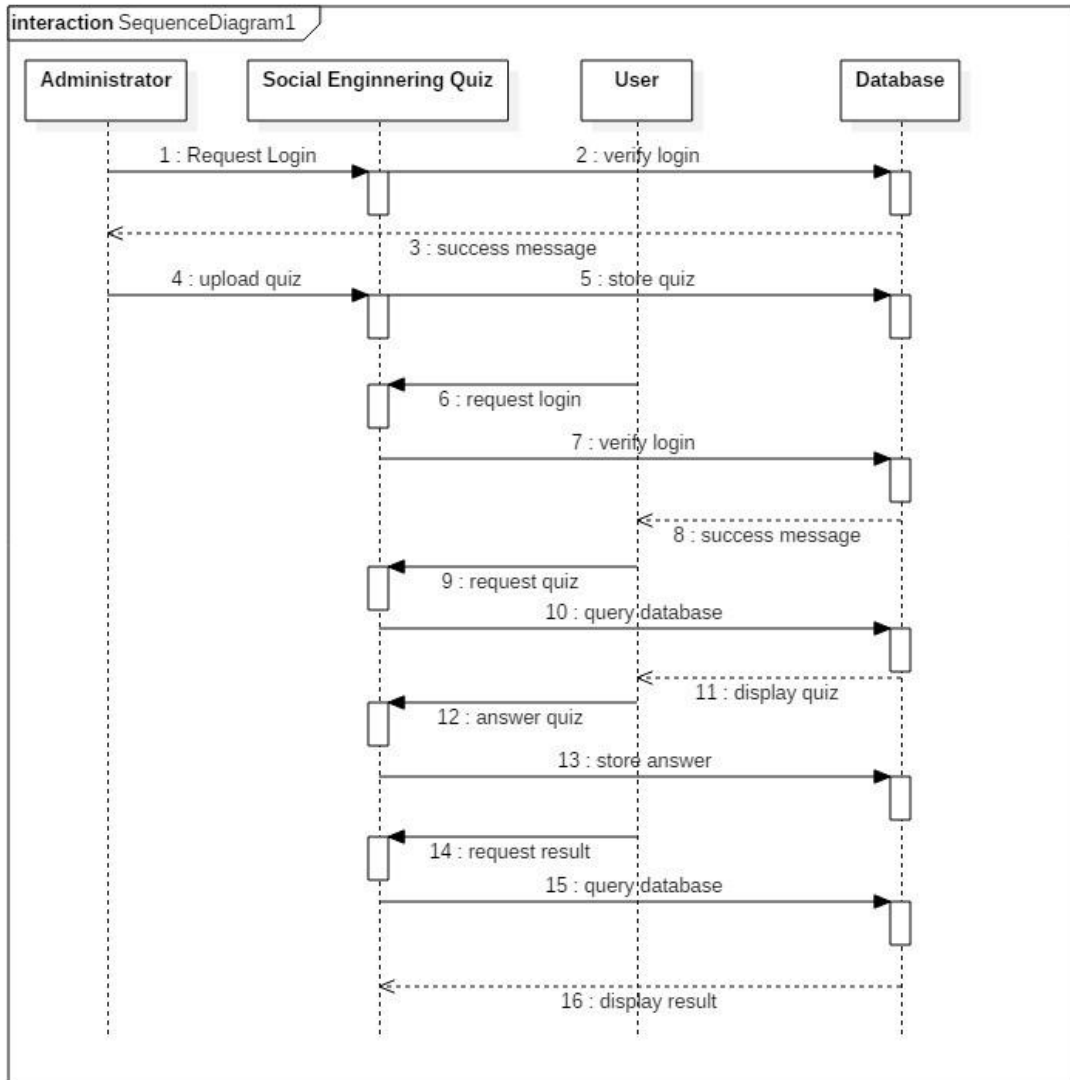 interaction SequenceDiagram1
Administrator
Social Enginnering Quiz
User
Database
1 : Request Login
2 : verify login
3 : success message
4 : upload quiz
5 : store quiz
6 : request login
7 : verify login
8 : success message
9 : request quiz
10 : query database
11 : display quiz
12 : answer quiz
13 : store answer
14 : request result
15 : query database
16 : display result